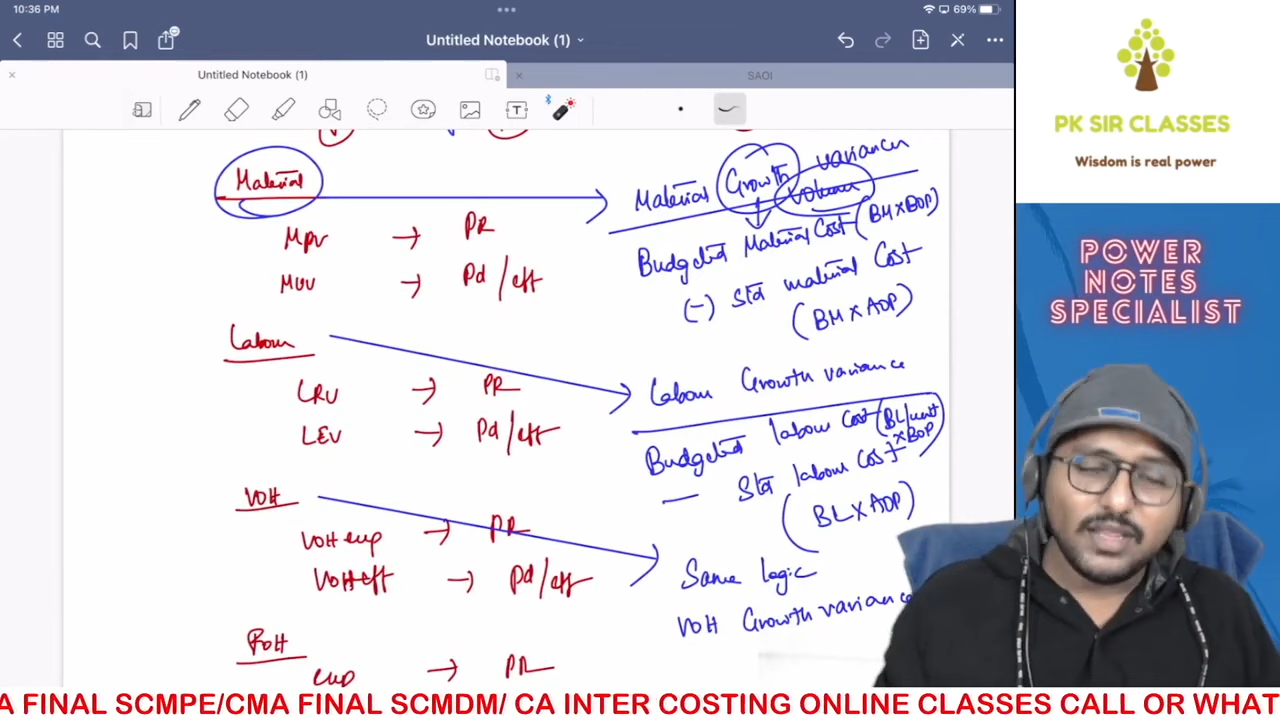 10:36 PM
69%
Untitled Notebook (1)
Untitled Notebook (1)
SAOI
Material
MPV → PR
MUV → Pd/eff
Labour
LRV → PR
LEV → Pd/eff
VOH
VOH exp → PR
VOH eff → Pd/eff
FOH
exp → PR
Material Growth variance
volume
Budgeted Material Cost (BM×BOP)
(-) Std material Cost
(BM×AOP)
Labour Growth variance
Budgeted labour Cost (BL/unit
×BOP)
— Std labour Cost
(BL×AOP)
Same logic
VOH Growth variance
PK SIR CLASSES
Wisdom is real power
POWER
NOTES
SPECIALIST
A FINAL SCMPE/CMA FINAL SCMDM/ CA INTER COSTING ONLINE CLASSES CALL OR WHAT